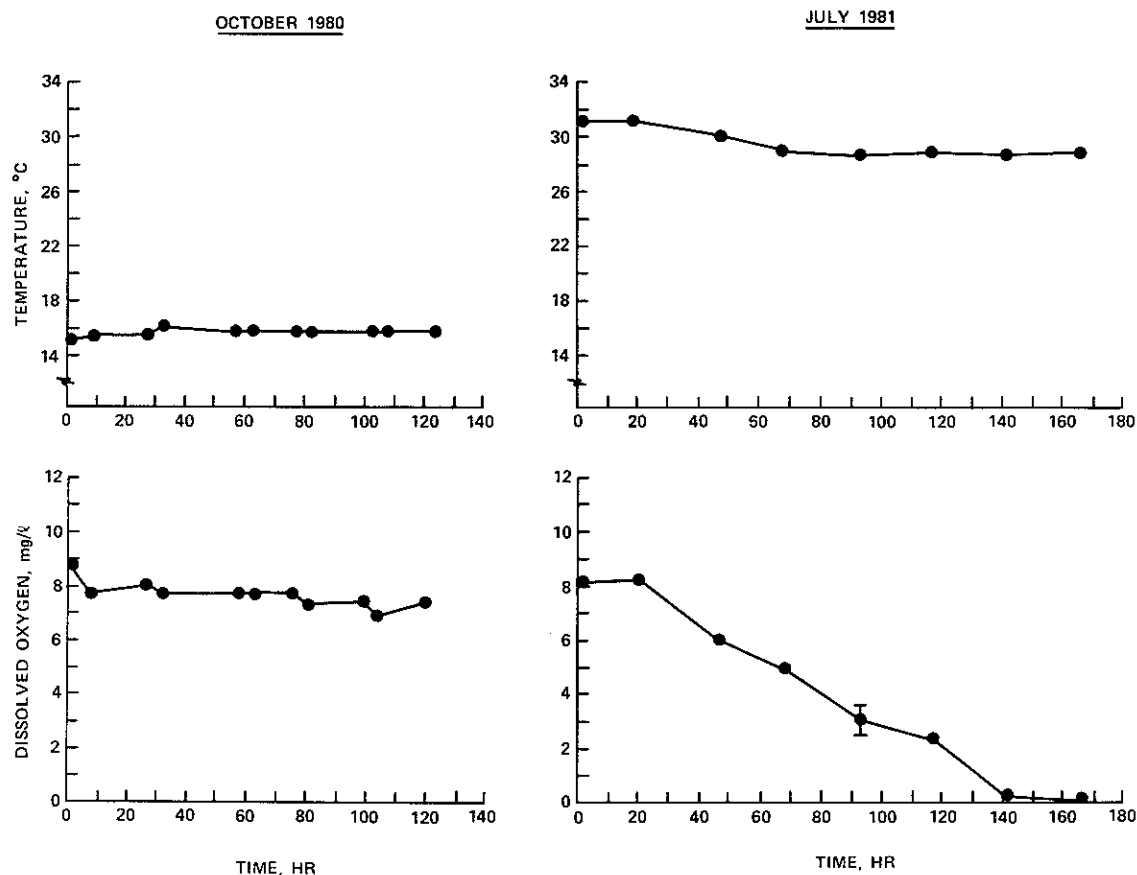 OCTOBER 1980
JULY 1981
TEMPERATURE, °C
34
30
26
22
18
14
0 20 40 60 80 100 120 140
34
30
26
22
18
14
0 20 40 60 80 100 120 140 160 180
DISSOLVED OXYGEN, mg/ℓ
12
10
8
6
4
2
0
0 20 40 60 80 100 120 140
TIME, HR
12
10
8
6
4
2
0
0 20 40 60 80 100 120 140 160 180
TIME, HR